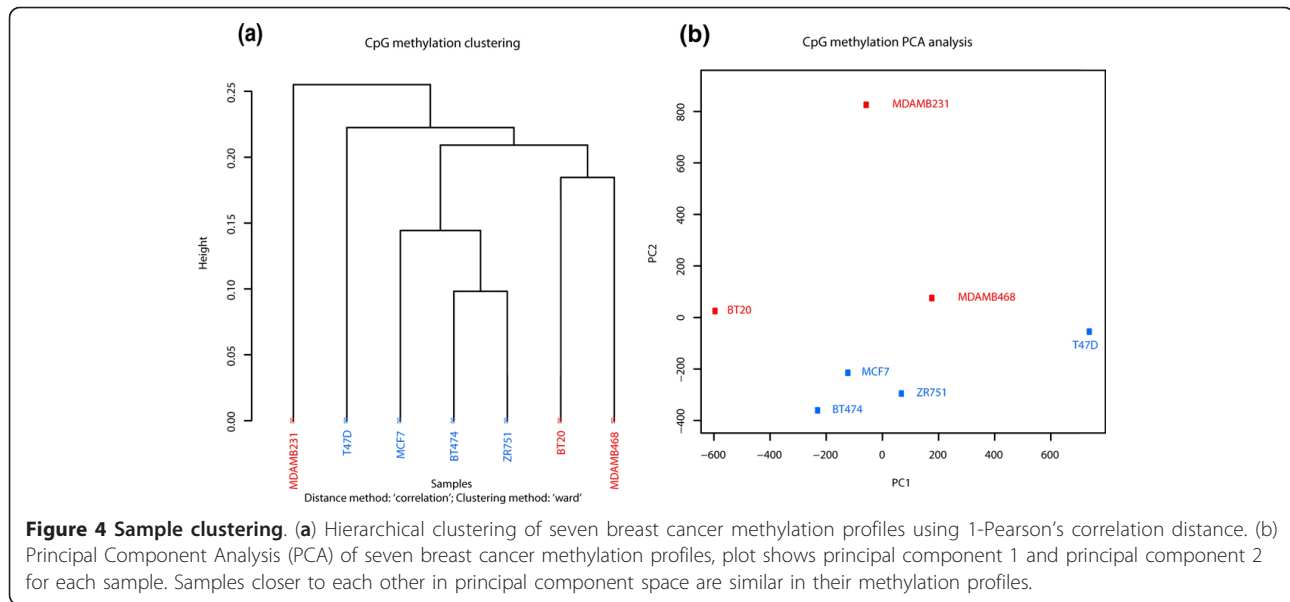 (a)
CpG methylation clustering
Height
0.25
0.20
0.15
0.10
0.05
0.00
MDAMB231
T47D
MCF7
BT474
ZR751
BT20
MDAMB468
Samples
Distance method: ‘correlation’; Clustering method: ‘ward’
(b)
CpG methylation PCA analysis
PC2
800
600
400
200
0
−200
−400
MDAMB231
MDAMB468
BT20
T47D
MCF7
ZR751
BT474
−600 −400 −200 0 200 400 600
PC1
Figure 4 Sample clustering. (a) Hierarchical clustering of seven breast cancer methylation profiles using 1-Pearson’s correlation distance. (b)
Principal Component Analysis (PCA) of seven breast cancer methylation profiles, plot shows principal component 1 and principal component 2
for each sample. Samples closer to each other in principal component space are similar in their methylation profiles.